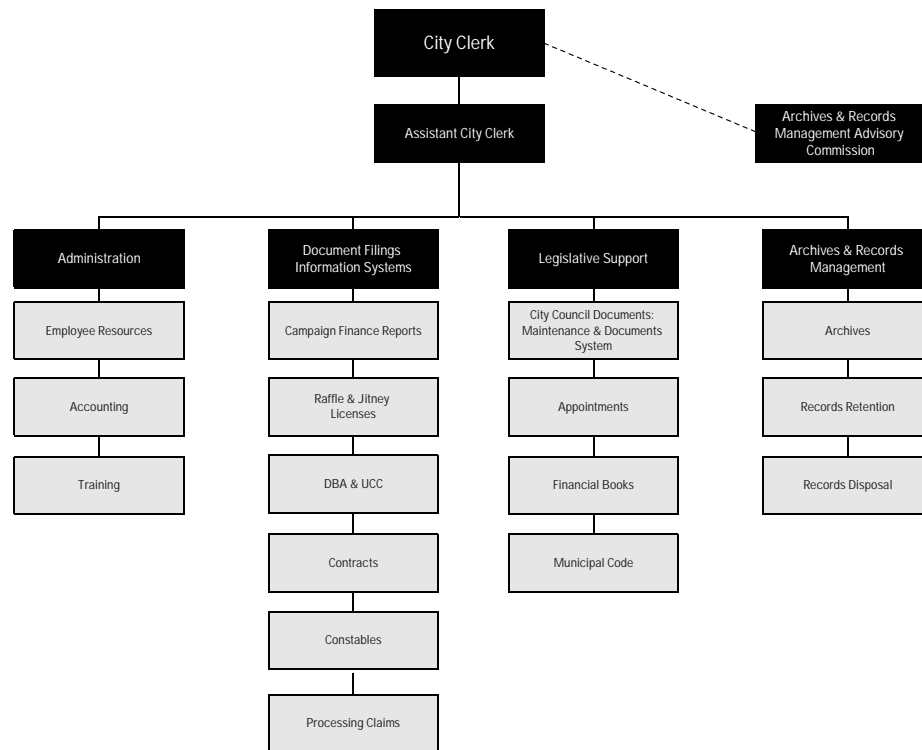 City Clerk
Assistant City Clerk
Archives & Records
Management Advisory
Commission
Administration
Document Filings
Information Systems
Legislative Support
Archives & Records
Management
Employee Resources
Campaign Finance Reports
City Council Documents:
Maintenance & Documents
System
Archives
Accounting
Raffle & Jitney
Licenses
Appointments
Records Retention
Training
DBA & UCC
Financial Books
Records Disposal
Contracts
Municipal Code
Constables
Processing Claims